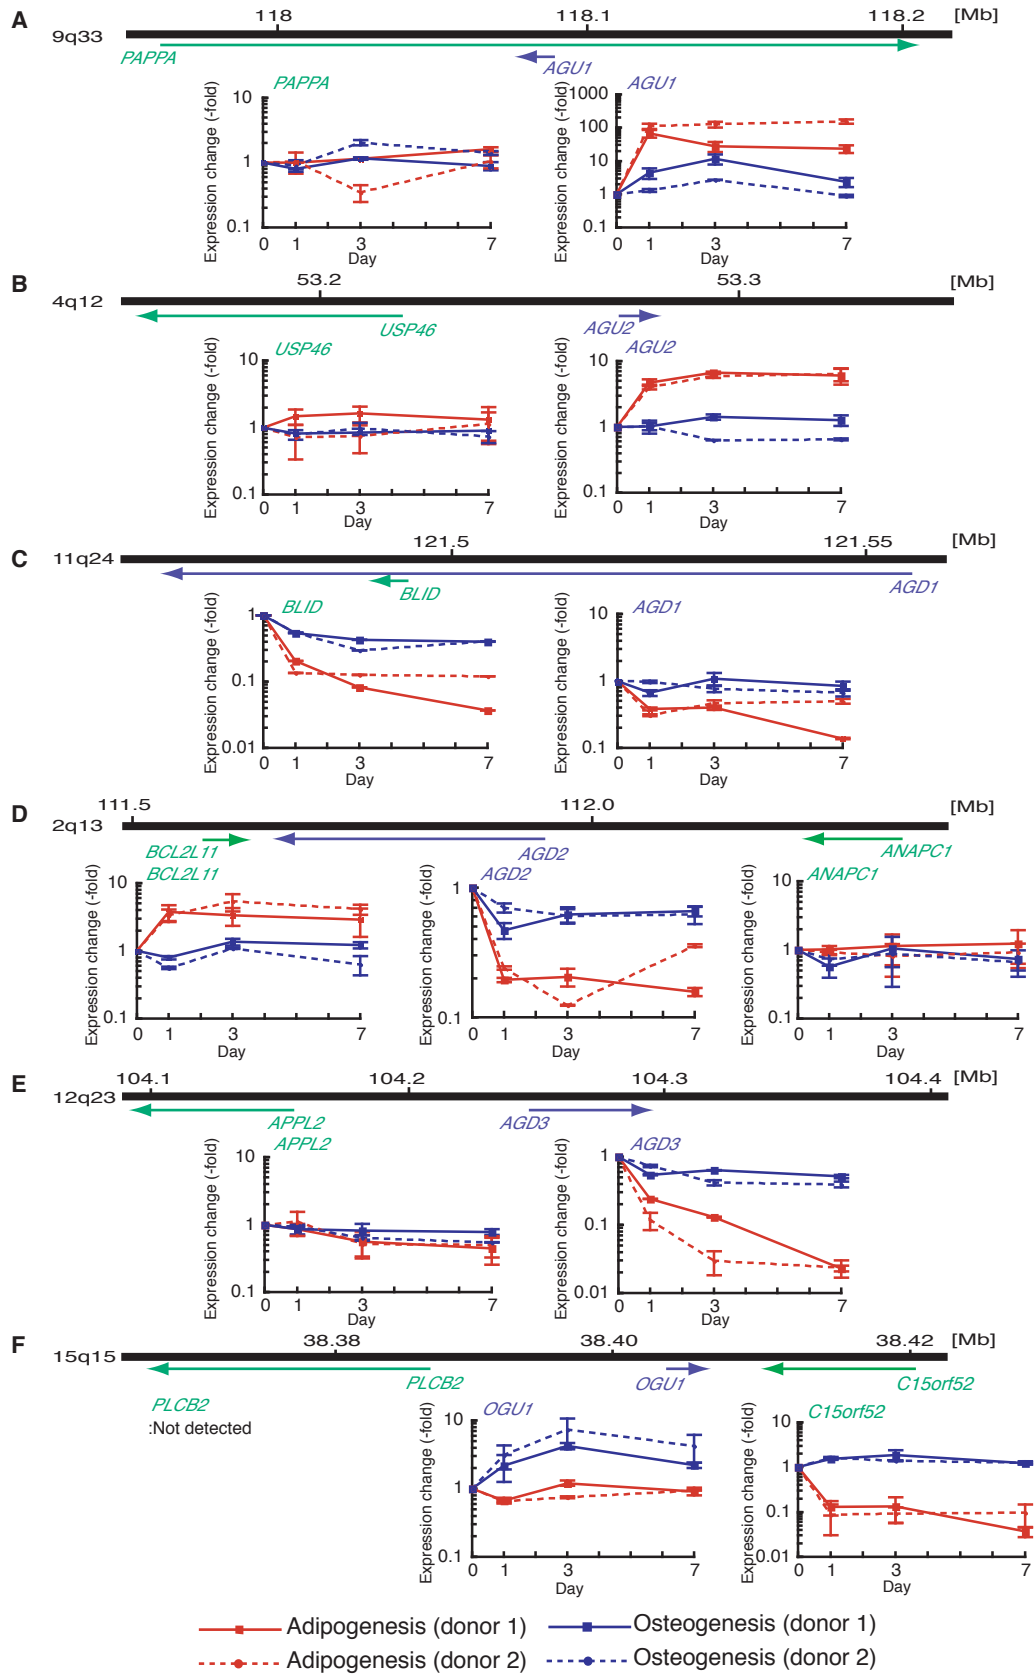 A
118
118.1
118.2
[Mb]
9q33
PAPPA
AGU1
PAPPA
Expression change (-fold)
10
1
0.1
0
1
3
7
Day
AGU1
Expression change (-fold)
1000
100
10
1
0.1
0
1
3
7
Day
B
53.2
53.3
[Mb]
4q12
USP46
AGU2
USP46
Expression change (-fold)
10
1
0.1
0
1
3
7
Day
AGU2
Expression change (-fold)
10
1
0.1
0
1
3
7
Day
C
121.5
121.55
[Mb]
11q24
BLID
AGD1
BLID
Expression change (-fold)
1
0.1
0.01
0
1
3
7
Day
AGD1
Expression change (-fold)
10
1
0.1
0
1
3
7
Day
D
111.5
112.0
[Mb]
2q13
BCL2L11
AGD2
ANAPC1
BCL2L11
Expression change (-fold)
10
1
0.1
0
1
3
7
Day
AGD2
Expression change (-fold)
1
0.1
0
1
3
7
Day
ANAPC1
Expression change (-fold)
10
1
0.1
0
1
3
7
Day
E
104.1
104.2
104.3
104.4
[Mb]
12q23
APPL2
AGD3
APPL2
Expression change (-fold)
10
1
0.1
0
1
3
7
Day
AGD3
Expression change (-fold)
1
0.1
0.01
0
1
3
7
Day
F
38.38
38.40
38.42
[Mb]
15q15
PLCB2
OGU1
C15orf52
PLCB2
:Not detected
OGU1
Expression change (-fold)
10
1
0.1
0
1
3
7
Day
C15orf52
Expression change (-fold)
10
1
0.1
0.01
0
1
3
7
Day
Adipogenesis (donor 1)
Osteogenesis (donor 1)
Adipogenesis (donor 2)
Osteogenesis (donor 2)